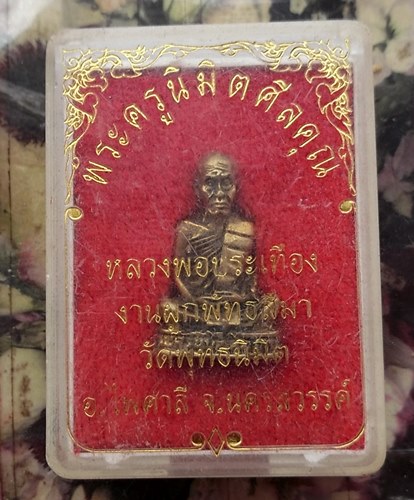 พระครูนิมิตศีลคุณ
หลวงพ่อประเทือง
งานผูกพัทธสีมา
วัดพุทธนิมิต
อ.ไพศาลี จ.นครสวรรค์